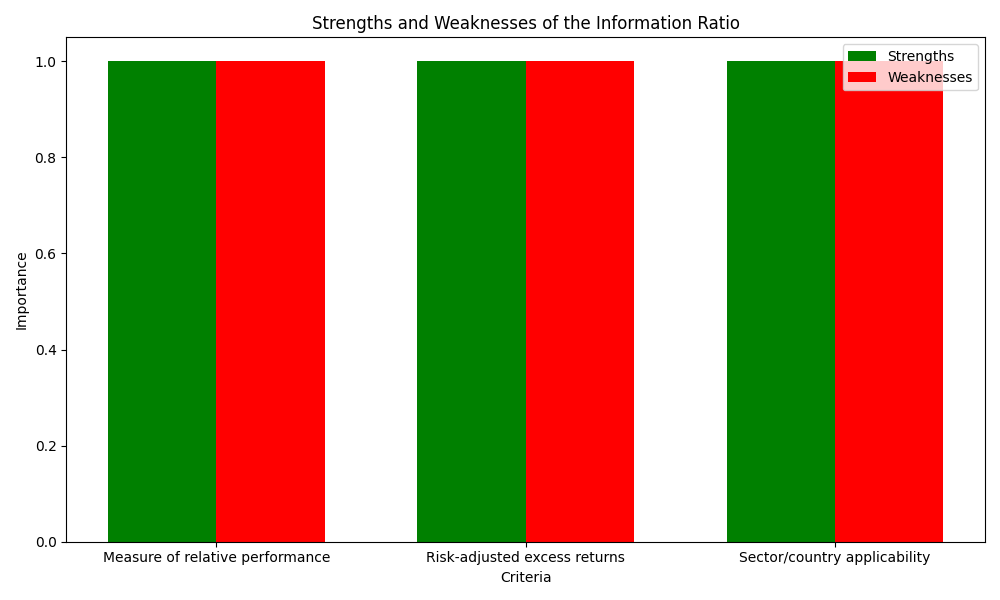 Strengths and Weaknesses of the Information Ratio
Strengths
Weaknesses
Importance
1.0
0.8
0.6
0.4
0.2
0.0
Measure of relative performance
Risk-adjusted excess returns
Sector/country applicability
Criteria